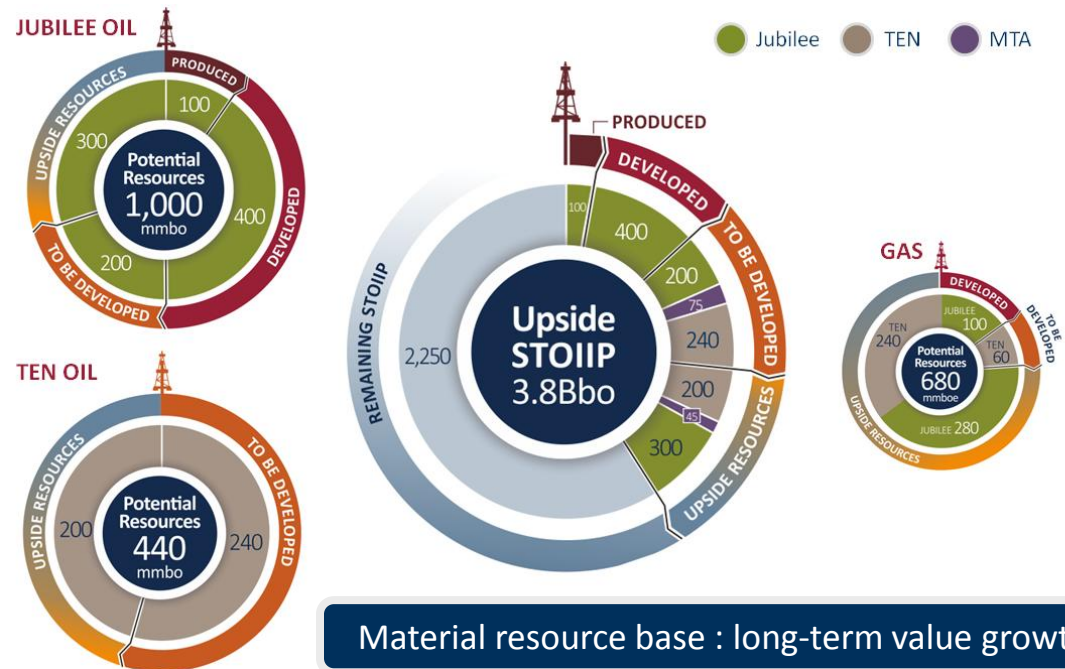 JUBILEE OIL
UPSIDE RESOURCES
PRODUCED
DEVELOPED
TO BE DEVELOPED
100
400
200
300
Potential
Resources
1,000
mmbo
TEN OIL
UPSIDE RESOURCES
TO BE DEVELOPED
200
240
Potential
Resources
440
mmbo
Jubilee
TEN
MTA
PRODUCED
DEVELOPED
TO BE DEVELOPED
UPSIDE RESOURCES
REMAINING STOIIP
100
400
200
75
240
200
45
300
2,250
Upside
STOIIP
3.8Bbo
GAS
DEVELOPED
TO BE
DEVELOPED
UPSIDE RESOURCES
JUBILEE
100
TEN
60
JUBILEE 280
TEN
240
Potential
Resources
680
mmboe
Material resource base : long-term value growt